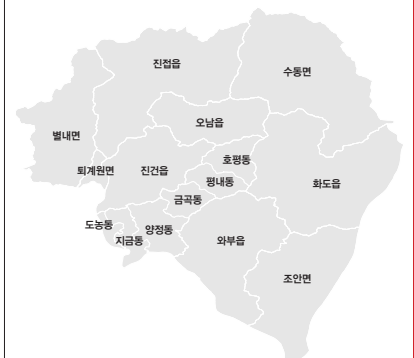 진접읍
수동면
오남읍
별내면
호평동
퇴계원면
진건읍
평내동
화도읍
금곡동
도농동
양정동
지금동
와부읍
조안면